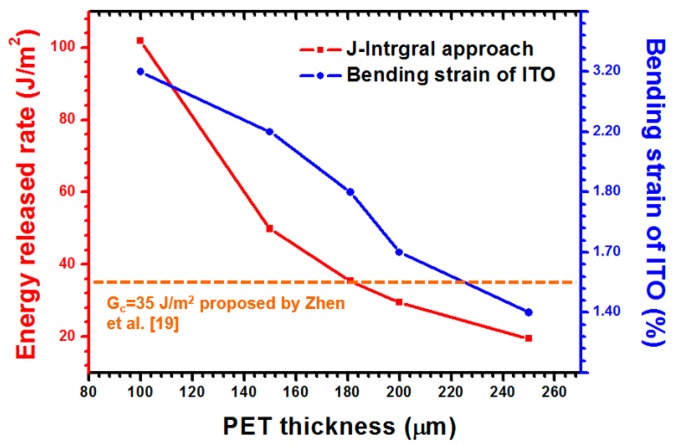 J-Intrgral approach
Bending strain of ITO
Energy released rate (J/m²)
100
80
60
40
20
G_c=35 J/m² proposed by Zhen
et al. [19]
3.20
2.20
1.80
1.70
1.40
Bending strain of ITO (%)
80 100 120 140 160 180 200 220 240 260
PET thickness (μm)